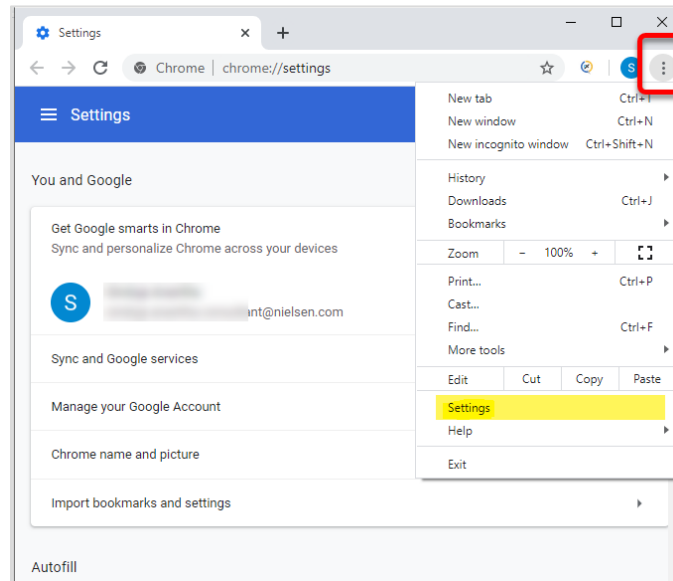 Settings
Chrome | chrome://settings
S
Settings
You and Google
Get Google smarts in Chrome
Sync and personalize Chrome across your devices
S
ant@nielsen.com
Sync and Google services
Manage your Google Account
Chrome name and picture
Import bookmarks and settings
Autofill
New tab Ctrl+T
New window Ctrl+N
New incognito window Ctrl+Shift+N
History
Downloads Ctrl+J
Bookmarks
Zoom - 100% +
Print... Ctrl+P
Cast...
Find... Ctrl+F
More tools
Edit Cut Copy Paste
Settings
Help
Exit